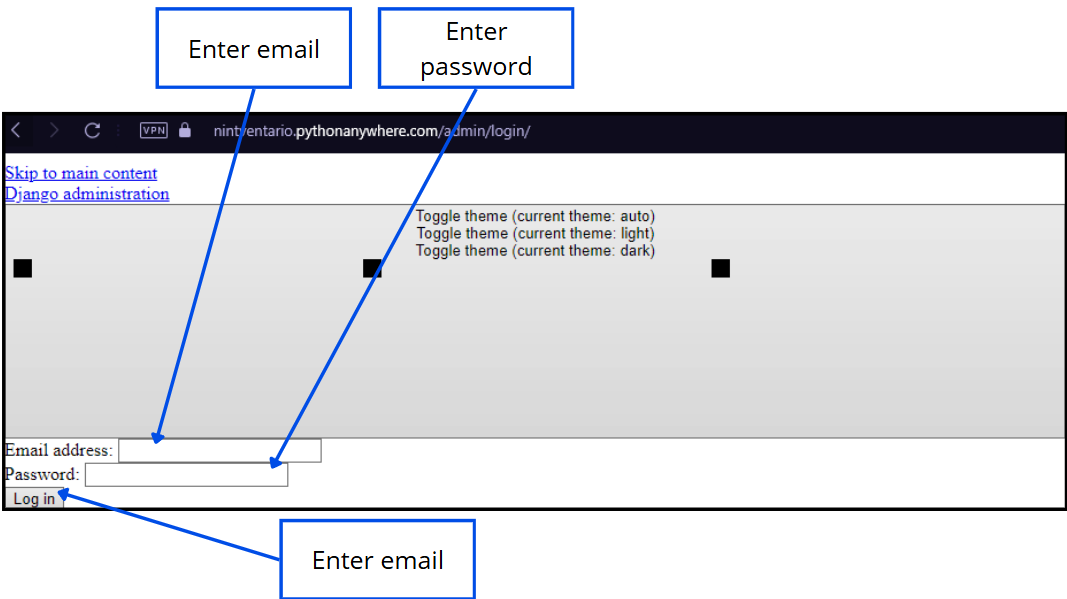 Enter email
Enter
password
VPN nintventario.pythonanywhere.com/admin/login/
Skip to main content
Django administration
Toggle theme (current theme: auto)
Toggle theme (current theme: light)
Toggle theme (current theme: dark)
Email address:
Password:
Log in
Enter email